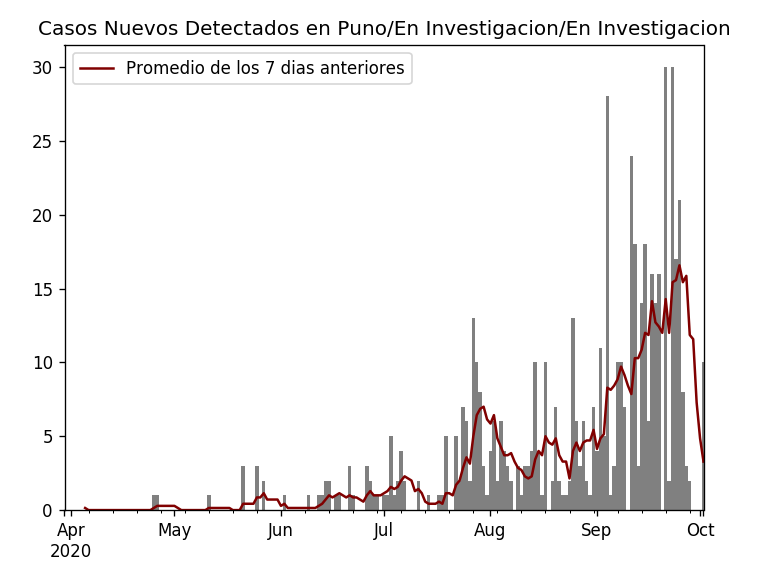 Casos Nuevos Detectados en Puno/En Investigacion/En Investigacion
Promedio de los 7 dias anteriores
30
25
20
15
10
5
0
Apr May Jun Jul Aug Sep Oct
2020